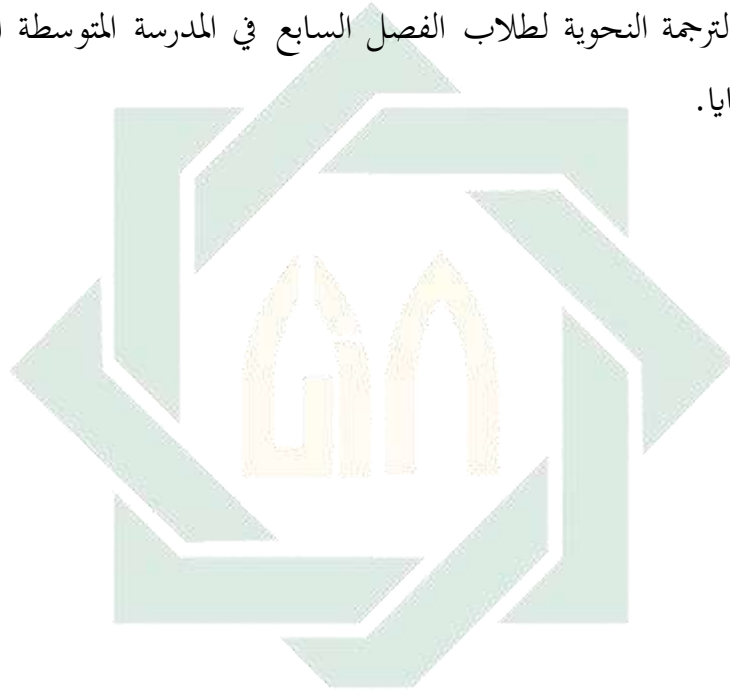 لترجمة النحوية لطلاب الفصل السابع في المدرسة المتوسطة
ايا.